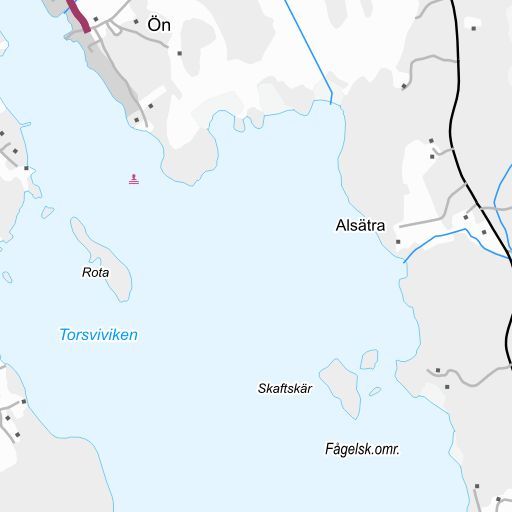 Ön
Alsätra
Rota
Torsviviken
Skaftskär
Fågelsk.omr.